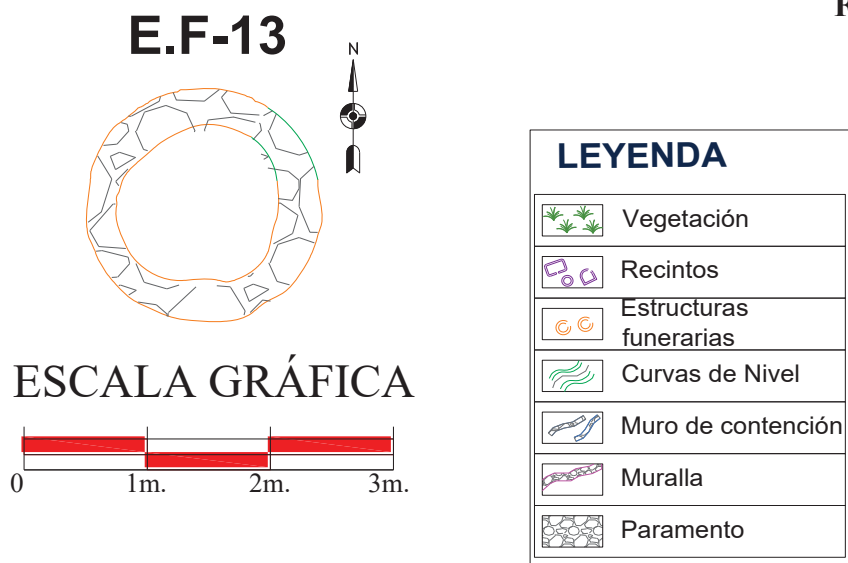 E.F-13
N
LEYENDA
Vegetación
Recintos
Estructuras
funerarias
Curvas de Nivel
Muro de contención
Muralla
Paramento
ESCALA GRÁFICA
0 1m. 2m. 3m.